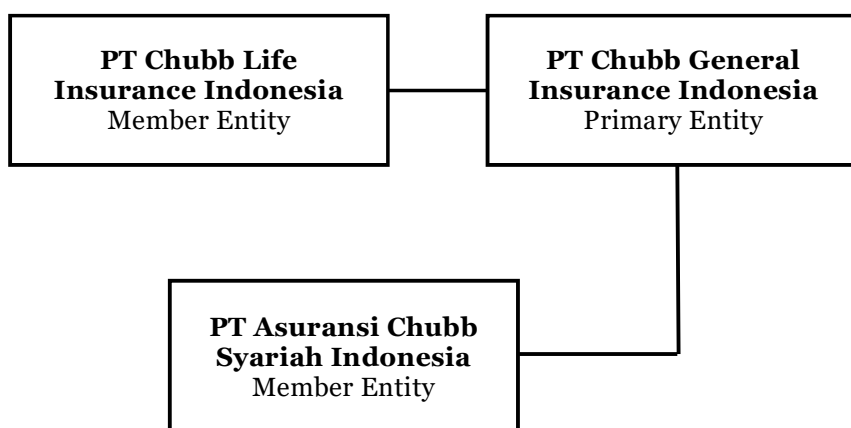 PT Chubb Life
Insurance Indonesia
Member Entity
PT Chubb General
Insurance Indonesia
Primary Entity
PT Asuransi Chubb
Syariah Indonesia
Member Entity